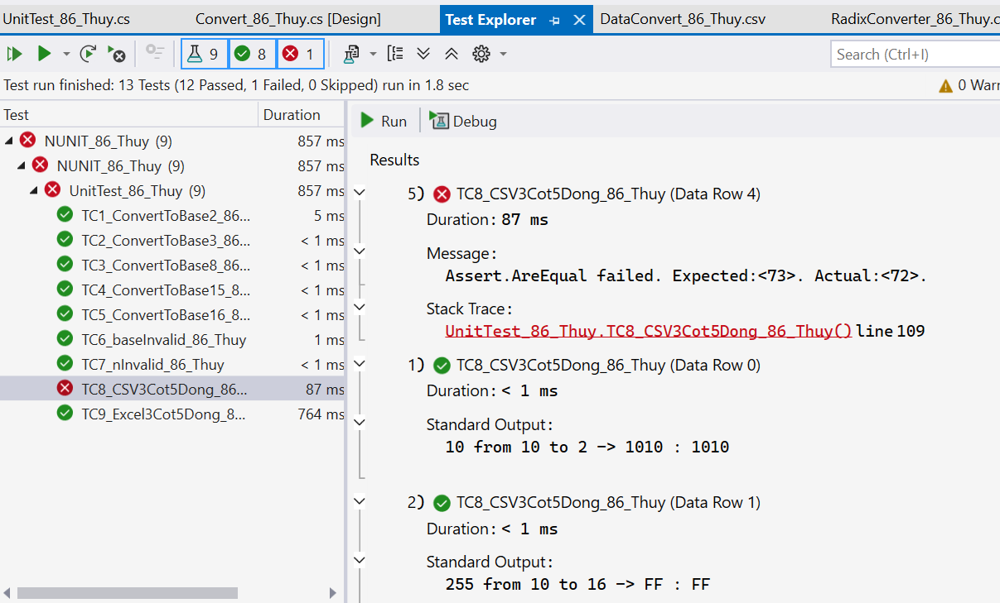 UnitTest_86_Thuy.cs Convert_86_Thuy.cs [Design] Test Explorer DataConvert_86_Thuy.csv RadixConverter_86_Thuy.c
9 8 1 Search (Ctrl+I)
Test run finished: 13 Tests (12 Passed, 1 Failed, 0 Skipped) run in 1.8 sec 0 Warr
Test Duration
NUNIT_86_Thuy (9) 857 ms
NUNIT_86_Thuy (9) 857 ms
UnitTest_86_Thuy (9) 857 ms
TC1_ConvertToBase2_86... 5 ms
TC2_ConvertToBase3_86... < 1 ms
TC3_ConvertToBase8_86... < 1 ms
TC4_ConvertToBase15_8... < 1 ms
TC5_ConvertToBase16_8... < 1 ms
TC6_baseInvalid_86_Thuy 1 ms
TC7_nInvalid_86_Thuy < 1 ms
TC8_CSV3Cot5Dong_86... 87 ms
TC9_Excel3Cot5Dong_8... 764 ms
Run Debug
Results
5) TC8_CSV3Cot5Dong_86_Thuy (Data Row 4)
Duration: 87 ms
Message:
Assert.AreEqual failed. Expected:<73>. Actual:<72>.
Stack Trace:
UnitTest_86_Thuy.TC8_CSV3Cot5Dong_86_Thuy() line 109
1) TC8_CSV3Cot5Dong_86_Thuy (Data Row 0)
Duration: < 1 ms
Standard Output:
10 from 10 to 2 -> 1010 : 1010
2) TC8_CSV3Cot5Dong_86_Thuy (Data Row 1)
Duration: < 1 ms
Standard Output:
255 from 10 to 16 -> FF : FF